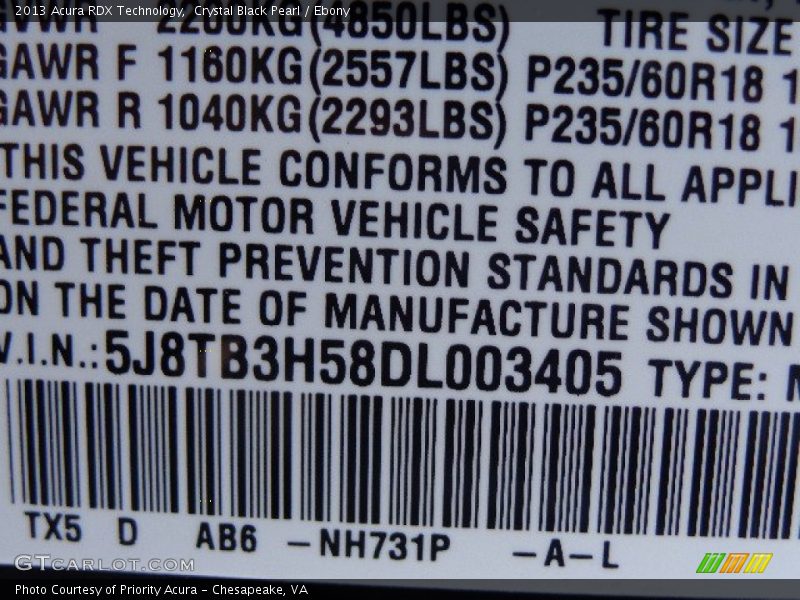 2013 Acura RDX Technology, Crystal Black Pearl / Ebony
GVWR 2200KG(4850LBS) TIRE SIZE
GAWR F 1160KG(2557LBS) P235/60R18 1
GAWR R 1040KG(2293LBS) P235/60R18 1
THIS VEHICLE CONFORMS TO ALL APPLI
FEDERAL MOTOR VEHICLE SAFETY
AND THEFT PREVENTION STANDARDS IN
ON THE DATE OF MANUFACTURE SHOWN
V.I.N.:5J8TB3H58DL003405 TYPE:
TX5 D AB6 -NH731P -A-L
GTCARLOT.COM
Photo Courtesy of Priority Acura - Chesapeake, VA